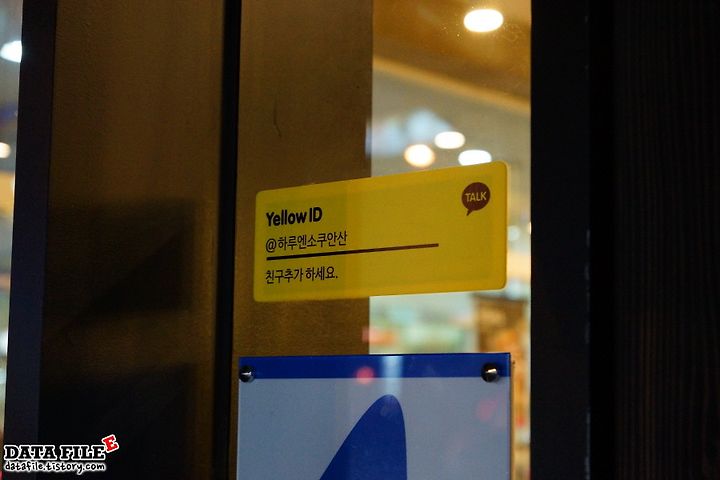 Yellow ID
TALK
@하루엔소쿠안산
친구추가 하세요.
DATA FILE
datafile.tistory.com